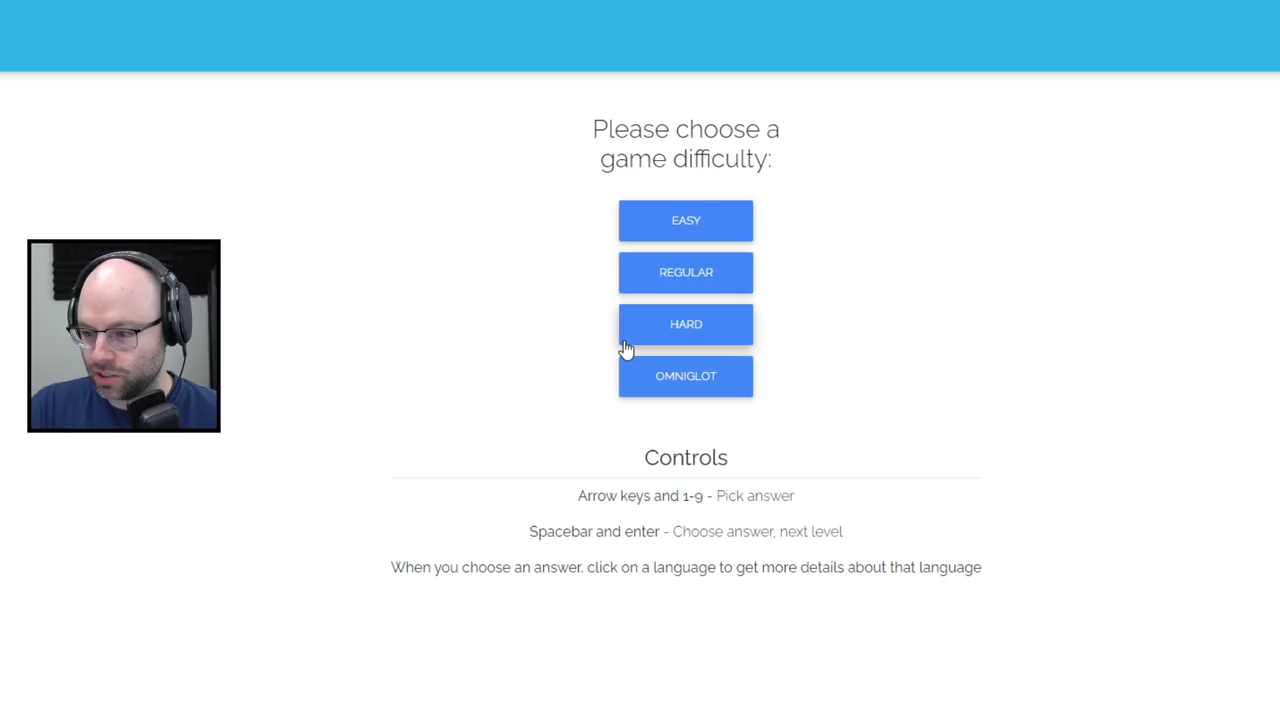 Please choose a
game difficulty:
EASY
REGULAR
HARD
OMNIGLOT
Controls
Arrow keys and 1-9 - Pick answer
Spacebar and enter - Choose answer, next level
When you choose an answer, click on a language to get more details about that language